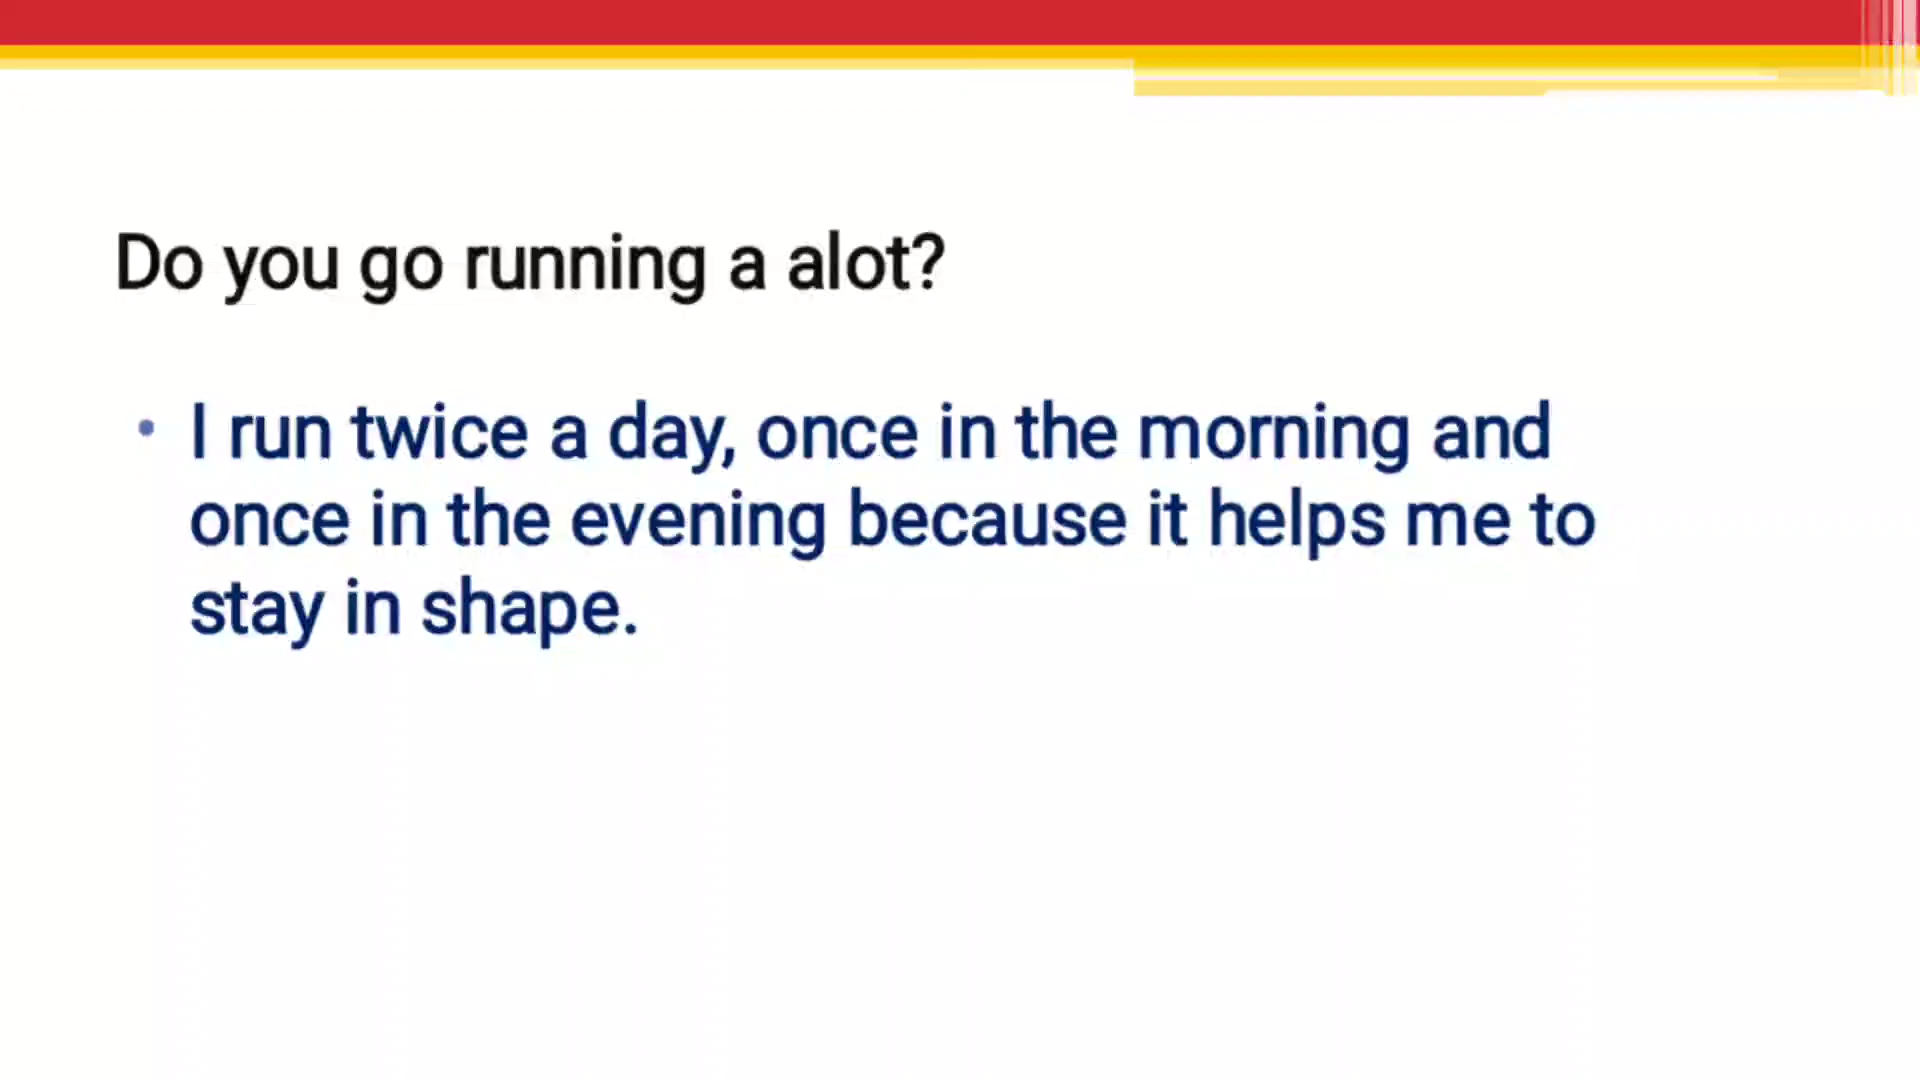 Do you go running a alot?
• I run twice a day, once in the morning and
once in the evening because it helps me to
stay in shape.